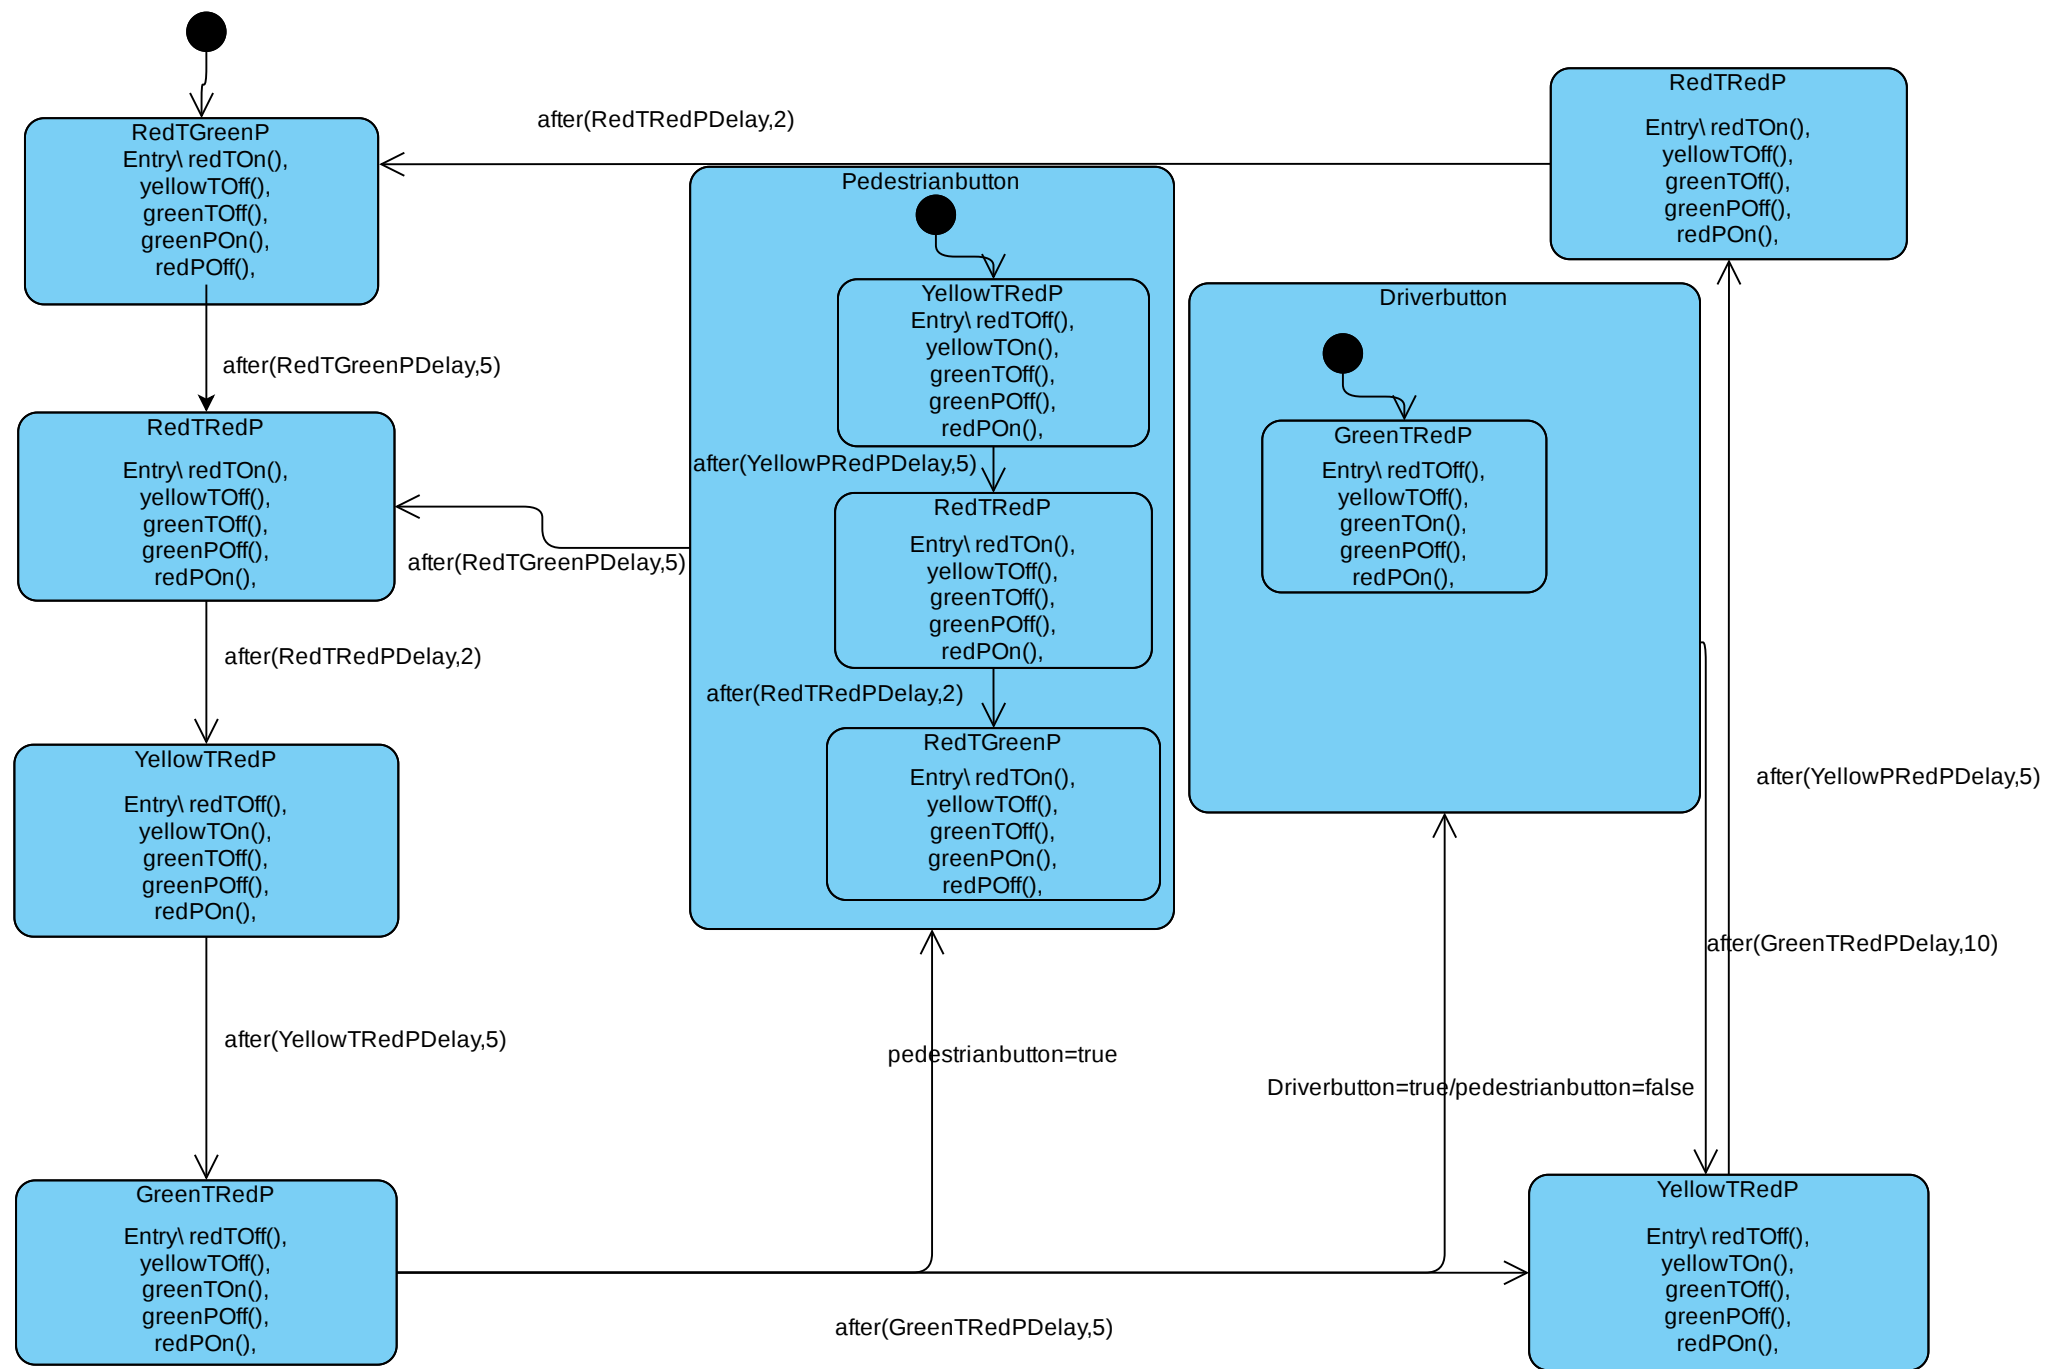 RedTGreenP
Entry\ redTOn(),
yellowTOff(),
greenTOff(),
greenPOn(),
redPOff(),
after(RedTGreenPDelay,5)
RedTRedP
Entry\ redTOn(),
yellowTOff(),
greenTOff(),
greenPOff(),
redPOn(),
after(RedTRedPDelay,2)
YellowTRedP
Entry\ redTOff(),
yellowTOn(),
greenTOff(),
greenPOff(),
redPOn(),
after(YellowTRedPDelay,5)
GreenTRedP
Entry\ redTOff(),
yellowTOff(),
greenTOn(),
greenPOff(),
redPOn(),
after(RedTRedPDelay,2)
after(RedTGreenPDelay,5)
Pedestrianbutton
YellowTRedP
Entry\ redTOff(),
yellowTOn(),
greenTOff(),
greenPOff(),
redPOn(),
after(YellowPRedPDelay,5)
RedTRedP
Entry\ redTOn(),
yellowTOff(),
greenTOff(),
greenPOff(),
redPOn(),
after(RedTRedPDelay,2)
RedTGreenP
Entry\ redTOn(),
yellowTOff(),
greenTOff(),
greenPOn(),
redPOff(),
pedestrianbutton=true
after(GreenTRedPDelay,5)
Driverbutton
GreenTRedP
Entry\ redTOff(),
yellowTOff(),
greenTOn(),
greenPOff(),
redPOn(),
Driverbutton=true/pedestrianbutton=false
RedTRedP
Entry\ redTOn(),
yellowTOff(),
greenTOff(),
greenPOff(),
redPOn(),
after(YellowPRedPDelay,5)
after(GreenTRedPDelay,10)
YellowTRedP
Entry\ redTOff(),
yellowTOn(),
greenTOff(),
greenPOff(),
redPOn(),